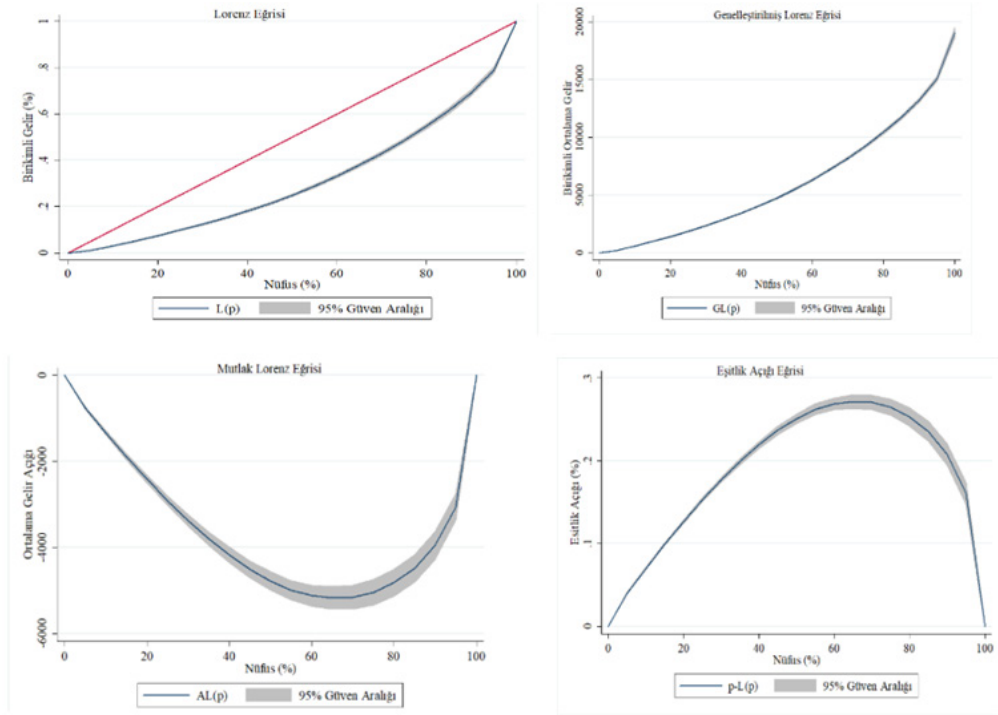 Lorenz Eğrisi
Birikimli Gelir (%)
1
.8
.6
.4
.2
0
0 20 40 60 80 100
Nüfus (%)
L(p) 95% Güven Aralığı
Genelleştirilmiş Lorenz Eğrisi
Birikimli Ortalama Gelir
20000
15000
10000
5000
0
0 20 40 60 80 100
Nüfus (%)
GL(p) 95% Güven Aralığı
Mutlak Lorenz Eğrisi
Ortalama Gelir Açığı
0
-2000
-4000
-6000
0 20 40 60 80 100
Nüfus (%)
AL(p) 95% Güven Aralığı
Eşitlik Açığı Eğrisi
Eşitlik Açığı (%)
.3
.2
.1
0
0 20 40 60 80 100
Nüfus (%)
p-L(p) 95% Güven Aralığı